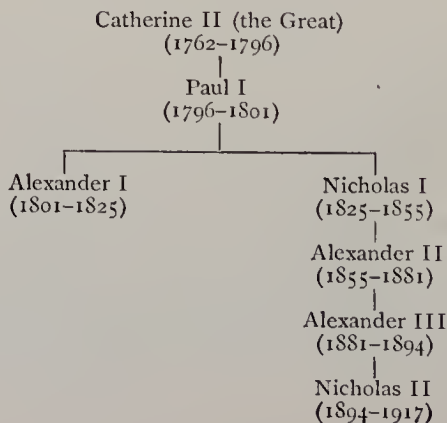 Catherine II (the Great)
(1762–1796)
Paul I
(1796–1801)
Alexander I
(1801–1825)
Nicholas I
(1825–1855)
Alexander II
(1855–1881)
Alexander III
(1881–1894)
Nicholas II
(1894–1917)